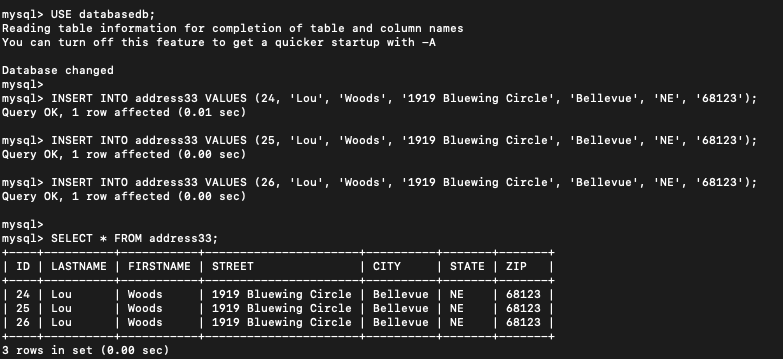 mysql> USE databasedb;
Reading table information for completion of table and column names
You can turn off this feature to get a quicker startup with -A
Database changed
mysql>
mysql> INSERT INTO address33 VALUES (24, 'Lou', 'Woods', '1919 Bluewing Circle', 'Bellevue', 'NE', '68123');
Query OK, 1 row affected (0.01 sec)
mysql> INSERT INTO address33 VALUES (25, 'Lou', 'Woods', '1919 Bluewing Circle', 'Bellevue', 'NE', '68123');
Query OK, 1 row affected (0.00 sec)
mysql> INSERT INTO address33 VALUES (26, 'Lou', 'Woods', '1919 Bluewing Circle', 'Bellevue', 'NE', '68123');
Query OK, 1 row affected (0.00 sec)
mysql>
mysql> SELECT * FROM address33;
+----+----------+-----------+----------------------+----------+-------+-------+
| ID | LASTNAME | FIRSTNAME | STREET               | CITY     | STATE | ZIP   |
+----+----------+-----------+----------------------+----------+-------+-------+
| 24 | Lou      | Woods     | 1919 Bluewing Circle | Bellevue | NE    | 68123 |
| 25 | Lou      | Woods     | 1919 Bluewing Circle | Bellevue | NE    | 68123 |
| 26 | Lou      | Woods     | 1919 Bluewing Circle | Bellevue | NE    | 68123 |
+----+----------+-----------+----------------------+----------+-------+-------+
3 rows in set (0.00 sec)